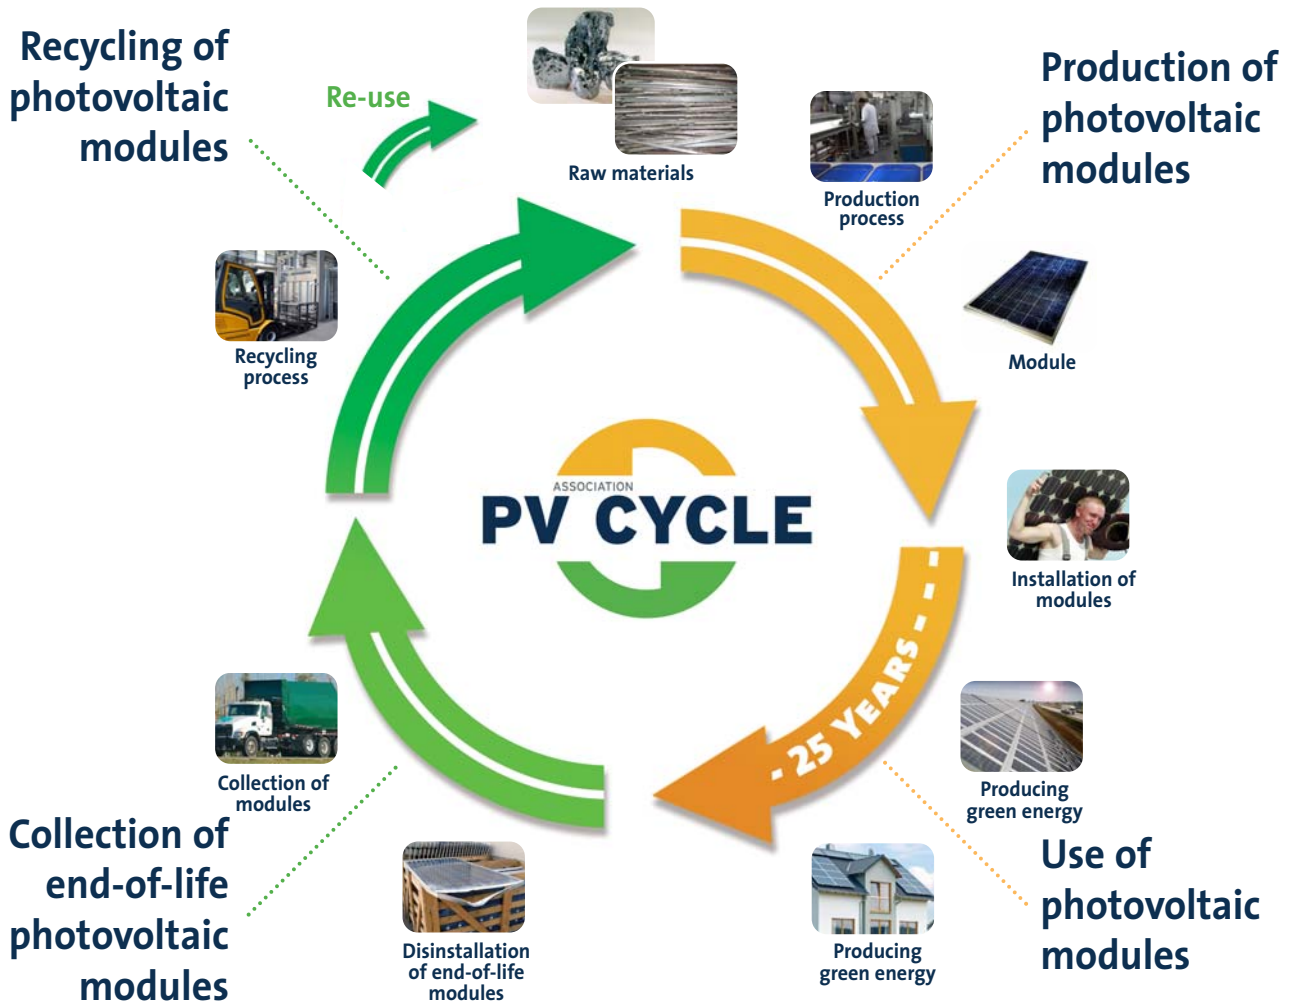 Recycling of
photovoltaic
modules
Re-use
Raw materials
Production
process
Production of
photovoltaic
modules
Recycling
process
Module
ASSOCIATION
PV CYCLE
Installation of
modules
- 25 YEARS - - -
Collection of
modules
Producing
green energy
Collection of
end-of-life
photovoltaic
modules
Disinstallation
of end-of-life
modules
Producing
green energy
Use of
photovoltaic
modules